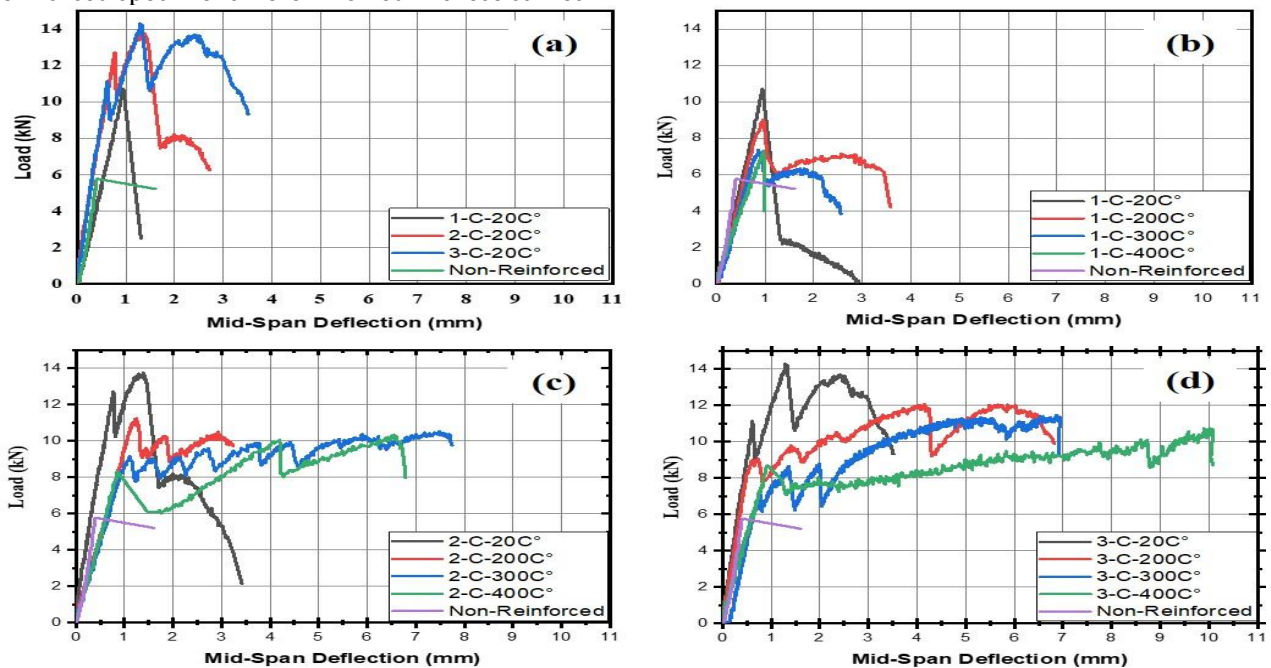 (a)
14
12
10
8
6
4
2
0
Load (kN)
1-C-20C°
2-C-20C°
3-C-20C°
Non-Reinforced
0 1 2 3 4 5 6 7 8 9 10 11
Mid-Span Deflection (mm)
(b)
14
12
10
8
6
4
2
0
Load (kN)
1-C-20C°
1-C-200C°
1-C-300C°
1-C-400C°
Non-Reinforced
0 1 2 3 4 5 6 7 8 9 10 11
Mid-Span Deflection (mm)
(c)
14
12
10
8
6
4
2
0
Load (kN)
2-C-20C°
2-C-200C°
2-C-300C°
2-C-400C°
Non-Reinforced
0 1 2 3 4 5 6 7 8 9 10 11
Mid-Span Deflection (mm)
(d)
14
12
10
8
6
4
2
0
Load (kN)
3-C-20C°
3-C-200C°
3-C-300C°
3-C-400C°
Non-Reinforced
0 1 2 3 4 5 6 7 8 9 10 11
Mid-Span Deflection (mm)